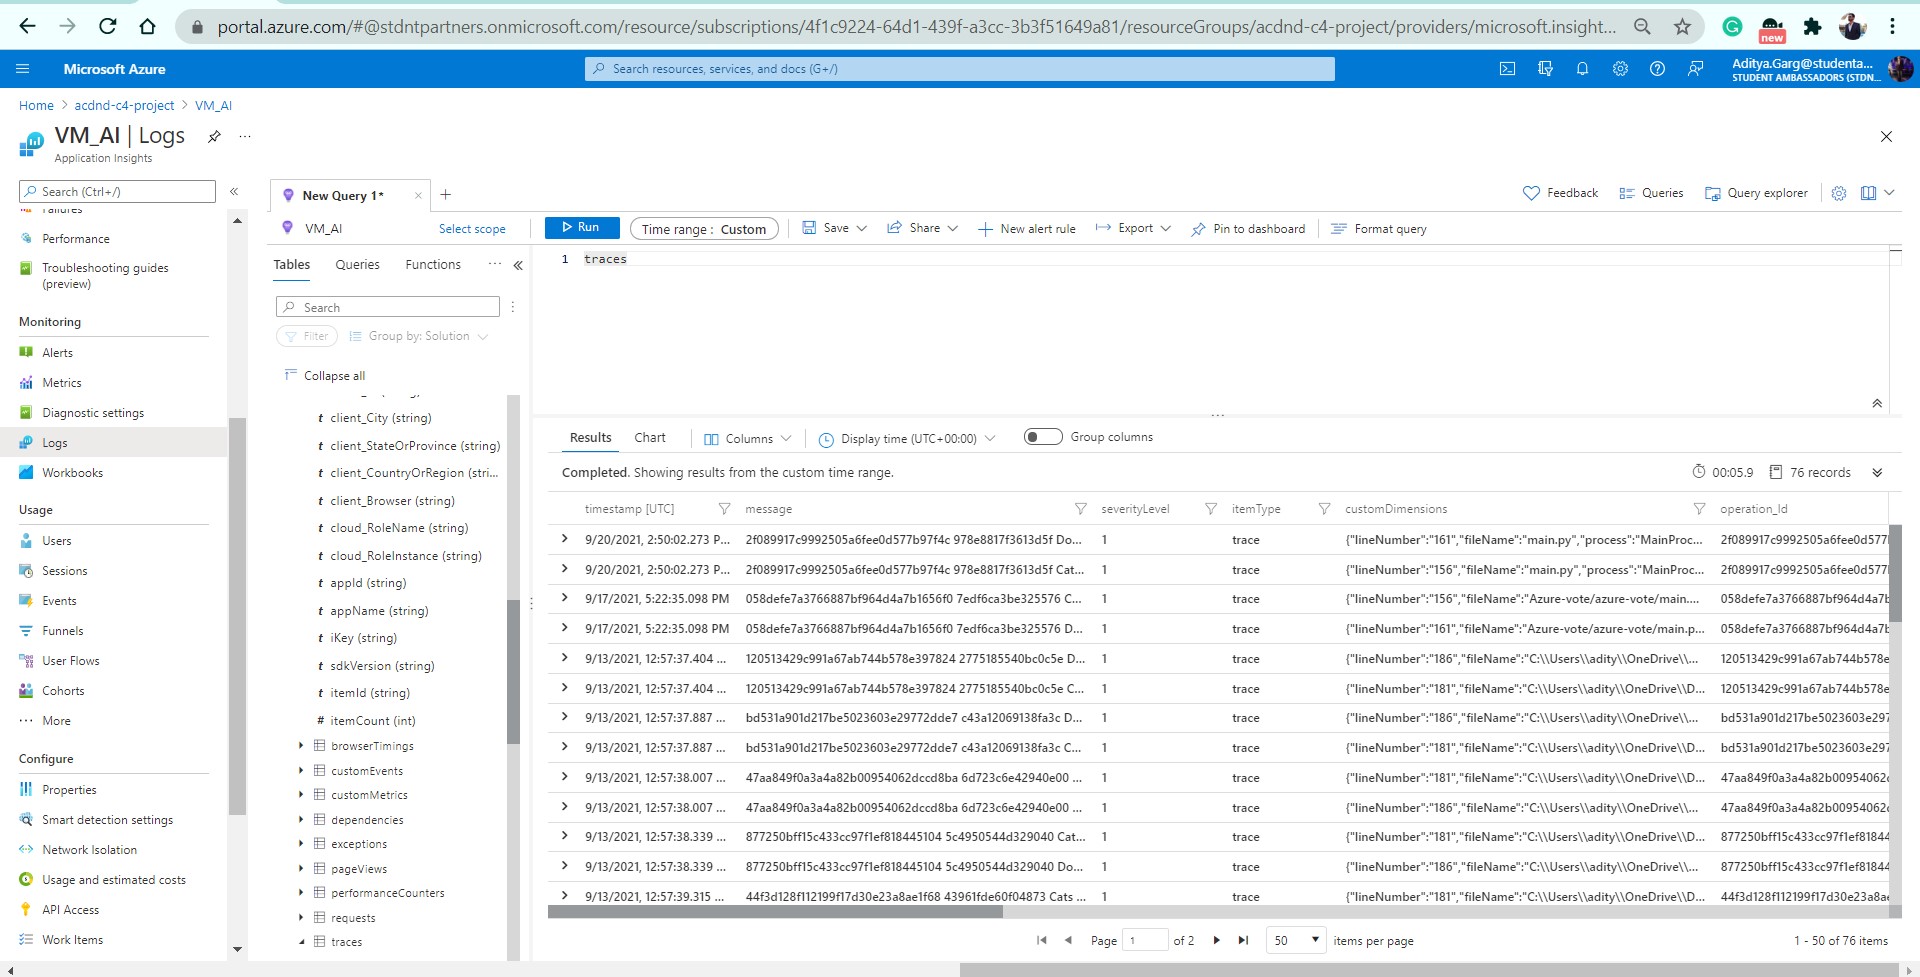 portal.azure.com/#@stdntpartners.onmicrosoft.com/resource/subscriptions/4f1c9224-64d1-439f-a3cc-3b3f51649a81/resourceGroups/acdnd-c4-project/providers/microsoft.insight...
new
Microsoft Azure
Search resources, services, and docs (G+/)
Aditya.Garg@studenta...
STUDENT AMBASSADORS (STDN...
Home > acdnd-c4-project > VM_AI
VM_AI | Logs
Application Insights
Search (Ctrl+/)
Failures
Performance
Troubleshooting guides
(preview)
Monitoring
Alerts
Metrics
Diagnostic settings
Logs
Workbooks
Usage
Users
Sessions
Events
Funnels
User Flows
Cohorts
More
Configure
Properties
Smart detection settings
Network Isolation
Usage and estimated costs
API Access
Work Items
New Query 1*
Feedback Queries Query explorer
VM_AI Select scope
Run Time range : Custom Save Share New alert rule Export Pin to dashboard Format query
Tables Queries Functions
Search
Filter Group by: Solution
Collapse all
client_City (string)
client_StateOrProvince (string)
client_CountryOrRegion (stri...
client_Browser (string)
cloud_RoleName (string)
cloud_RoleInstance (string)
appId (string)
appName (string)
iKey (string)
sdkVersion (string)
itemId (string)
itemCount (int)
browserTimings
customEvents
customMetrics
dependencies
exceptions
pageViews
performanceCounters
requests
traces
1 traces
Results Chart Columns Display time (UTC+00:00) Group columns
Completed. Showing results from the custom time range. 00:05.9 76 records
timestamp [UTC] message severityLevel itemType customDimensions operation_Id
9/20/2021, 2:50:02.273 P... 2f089917c9992505a6fee0d577b97f4c 978e8817f3613d5f Do... 1 trace {"lineNumber":"161","fileName":"main.py","process":"MainProc... 2f089917c9992505a6fee0d577
9/20/2021, 2:50:02.273 P... 2f089917c9992505a6fee0d577b97f4c 978e8817f3613d5f Cat... 1 trace {"lineNumber":"156","fileName":"main.py","process":"MainProc... 2f089917c9992505a6fee0d577
9/17/2021, 5:22:35.098 PM 058defe7a3766887bf964d4a7b1656f0 7edf6ca3be325576 C... 1 trace {"lineNumber":"156","fileName":"Azure-vote/azure-vote/main.... 058defe7a3766887bf964d4a7b
9/17/2021, 5:22:35.098 PM 058defe7a3766887bf964d4a7b1656f0 7edf6ca3be325576 D... 1 trace {"lineNumber":"161","fileName":"Azure-vote/azure-vote/main.p... 058defe7a3766887bf964d4a7b
9/13/2021, 12:57:37.404 ... 120513429c991a67ab744b578e397824 2775185540bc0c5e D... 1 trace {"lineNumber":"186","fileName":"C:\\Users\\adity\\OneDrive\\... 120513429c991a67ab744b578e
9/13/2021, 12:57:37.404 ... 120513429c991a67ab744b578e397824 2775185540bc0c5e C... 1 trace {"lineNumber":"181","fileName":"C:\\Users\\adity\\OneDrive\\... 120513429c991a67ab744b578e
9/13/2021, 12:57:37.887 ... bd531a901d217be5023603e29772dde7 c43a12069138fa3c D... 1 trace {"lineNumber":"186","fileName":"C:\\Users\\adity\\OneDrive\\D... bd531a901d217be5023603e297
9/13/2021, 12:57:37.887 ... bd531a901d217be5023603e29772dde7 c43a12069138fa3c C... 1 trace {"lineNumber":"181","fileName":"C:\\Users\\adity\\OneDrive\\D... bd531a901d217be5023603e297
9/13/2021, 12:57:38.007 ... 47aa849f0a3a4a82b00954062dccd8ba 6d723c6e42940e00 ... 1 trace {"lineNumber":"181","fileName":"C:\\Users\\adity\\OneDrive\\D... 47aa849f0a3a4a82b00954062
9/13/2021, 12:57:38.007 ... 47aa849f0a3a4a82b00954062dccd8ba 6d723c6e42940e00 ... 1 trace {"lineNumber":"186","fileName":"C:\\Users\\adity\\OneDrive\\D... 47aa849f0a3a4a82b00954062
9/13/2021, 12:57:38.339 ... 877250bff15c433cc97f1ef818445104 5c4950544d329040 Cat... 1 trace {"lineNumber":"181","fileName":"C:\\Users\\adity\\OneDrive\\D... 877250bff15c433cc97f1ef81844
9/13/2021, 12:57:38.339 ... 877250bff15c433cc97f1ef818445104 5c4950544d329040 Do... 1 trace {"lineNumber":"186","fileName":"C:\\Users\\adity\\OneDrive\\D... 877250bff15c433cc97f1ef81844
9/13/2021, 12:57:39.315 ... 44f3d128f112199f17d30e23a8ae1f68 43961fde60f04873 Cats ... 1 trace {"lineNumber":"181","fileName":"C:\\Users\\adity\\OneDrive\\D... 44f3d128f112199f17d30e23a8a
Page 1 of 2 50 items per page 1 - 50 of 76 items